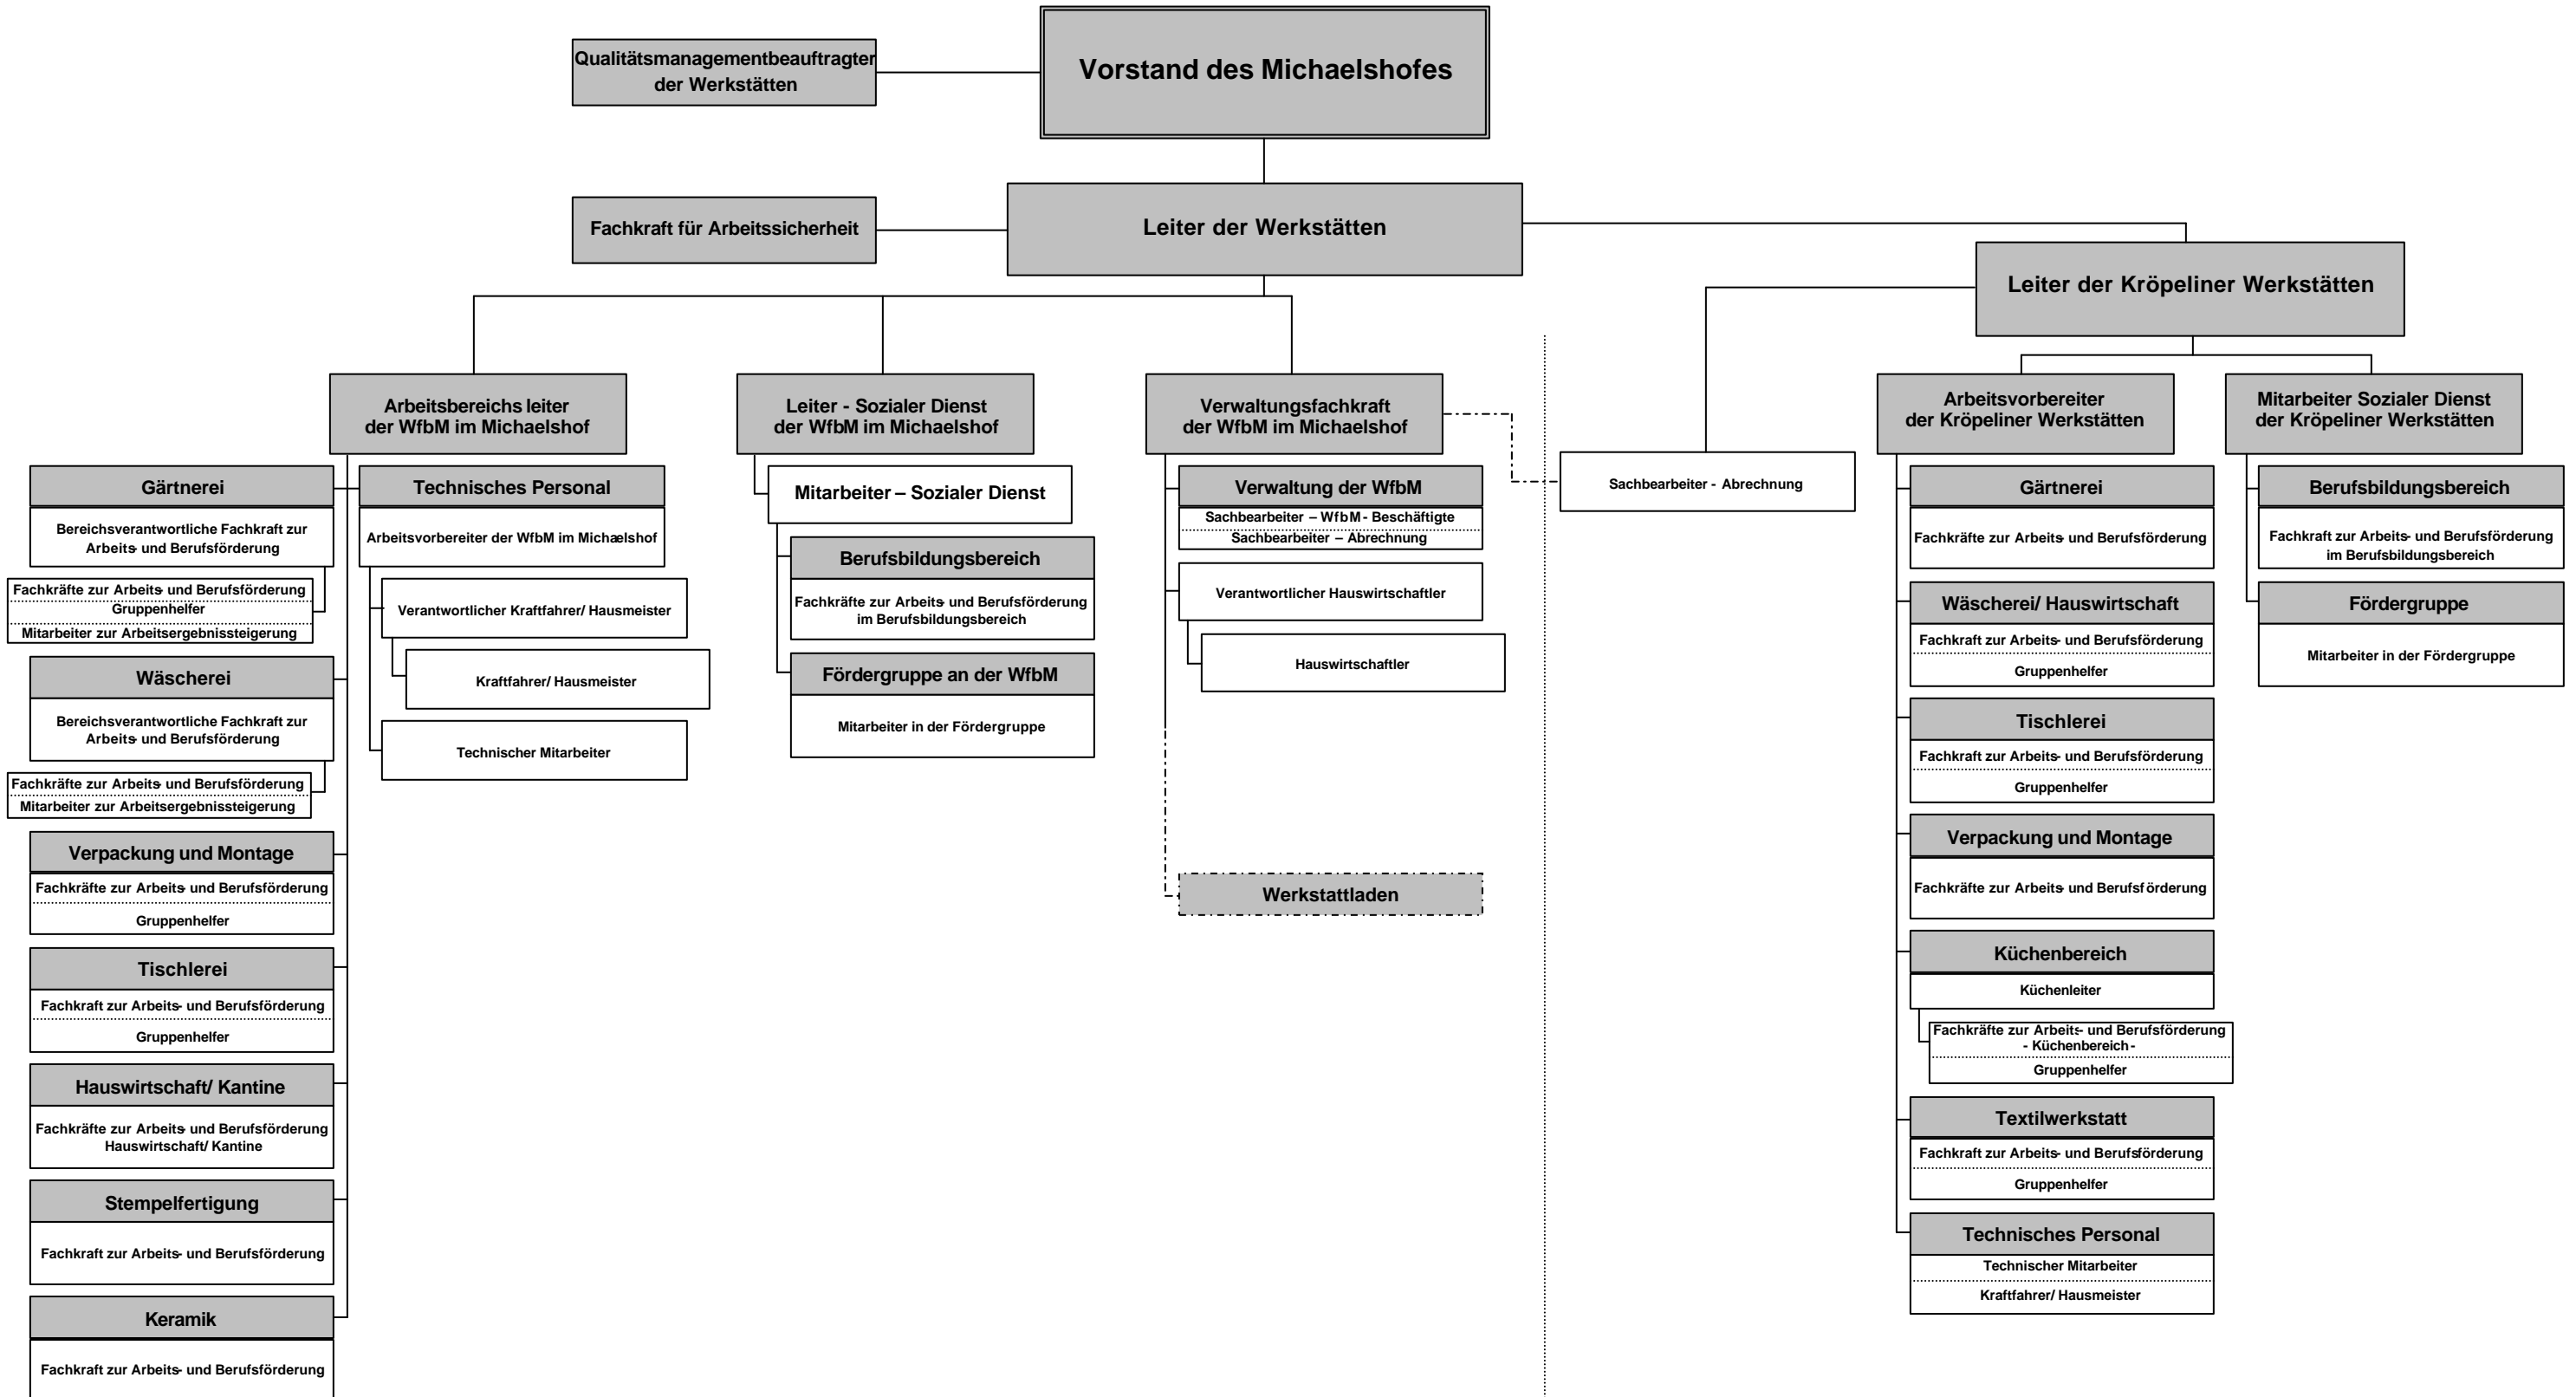 Qualitätsmanagementbeauftragter
der Werkstätten
Vorstand des Michaelshofes
Fachkraft für Arbeitssicherheit
Leiter der Werkstätten
Leiter der Kröpeliner Werkstätten
Arbeitsbereichs leiter
der WfbM im Michaelshof
Leiter - Sozialer Dienst
der WfbM im Michaelshof
Verwaltungsfachkraft
der WfbM im Michaelshof
Arbeitsvorbereiter
der Kröpeliner Werkstätten
Mitarbeiter Sozialer Dienst
der Kröpeliner Werkstätten
Gärtnerei
Bereichsverantwortliche Fachkraft zur
Arbeits- und Berufsförderung
Fachkräfte zur Arbeits- und Berufsförderung
Gruppenhelfer
Mitarbeiter zur Arbeitsergebnissteigerung
Wäscherei
Bereichsverantwortliche Fachkraft zur
Arbeits- und Berufsförderung
Fachkräfte zur Arbeits- und Berufsförderung
Mitarbeiter zur Arbeitsergebnissteigerung
Verpackung und Montage
Fachkräfte zur Arbeits- und Berufsförderung
Gruppenhelfer
Tischlerei
Fachkraft zur Arbeits- und Berufsförderung
Gruppenhelfer
Hauswirtschaft/ Kantine
Fachkräfte zur Arbeits- und Berufsförderung
Hauswirtschaft/ Kantine
Stempelfertigung
Fachkraft zur Arbeits- und Berufsförderung
Keramik
Fachkraft zur Arbeits- und Berufsförderung
Technisches Personal
Arbeitsvorbereiter der WfbM im Michaelshof
Verantwortlicher Kraftfahrer/ Hausmeister
Kraftfahrer/ Hausmeister
Technischer Mitarbeiter
Mitarbeiter – Sozialer Dienst
Berufsbildungsbereich
Fachkräfte zur Arbeits- und Berufsförderung
im Berufsbildungsbereich
Fördergruppe an der WfbM
Mitarbeiter in der Fördergruppe
Verwaltung der WfbM
Sachbearbeiter – WfbM - Beschäftigte
Sachbearbeiter – Abrechnung
Verantwortlicher Hauswirtschaftler
Hauswirtschaftler
Werkstattladen
Sachbearbeiter - Abrechnung
Gärtnerei
Fachkräfte zur Arbeits- und Berufsförderung
Wäscherei/ Hauswirtschaft
Fachkraft zur Arbeits- und Berufsförderung
Gruppenhelfer
Tischlerei
Fachkraft zur Arbeits- und Berufsförderung
Gruppenhelfer
Verpackung und Montage
Fachkräfte zur Arbeits- und Berufsförderung
Küchenbereich
Küchenleiter
Fachkräfte zur Arbeits- und Berufsförderung
- Küchenbereich -
Gruppenhelfer
Textilwerkstatt
Fachkraft zur Arbeits- und Berufsförderung
Gruppenhelfer
Technisches Personal
Technischer Mitarbeiter
Kraftfahrer/ Hausmeister
Berufsbildungsbereich
Fachkraft zur Arbeits- und Berufsförderung
im Berufsbildungsbereich
Fördergruppe
Mitarbeiter in der Fördergruppe